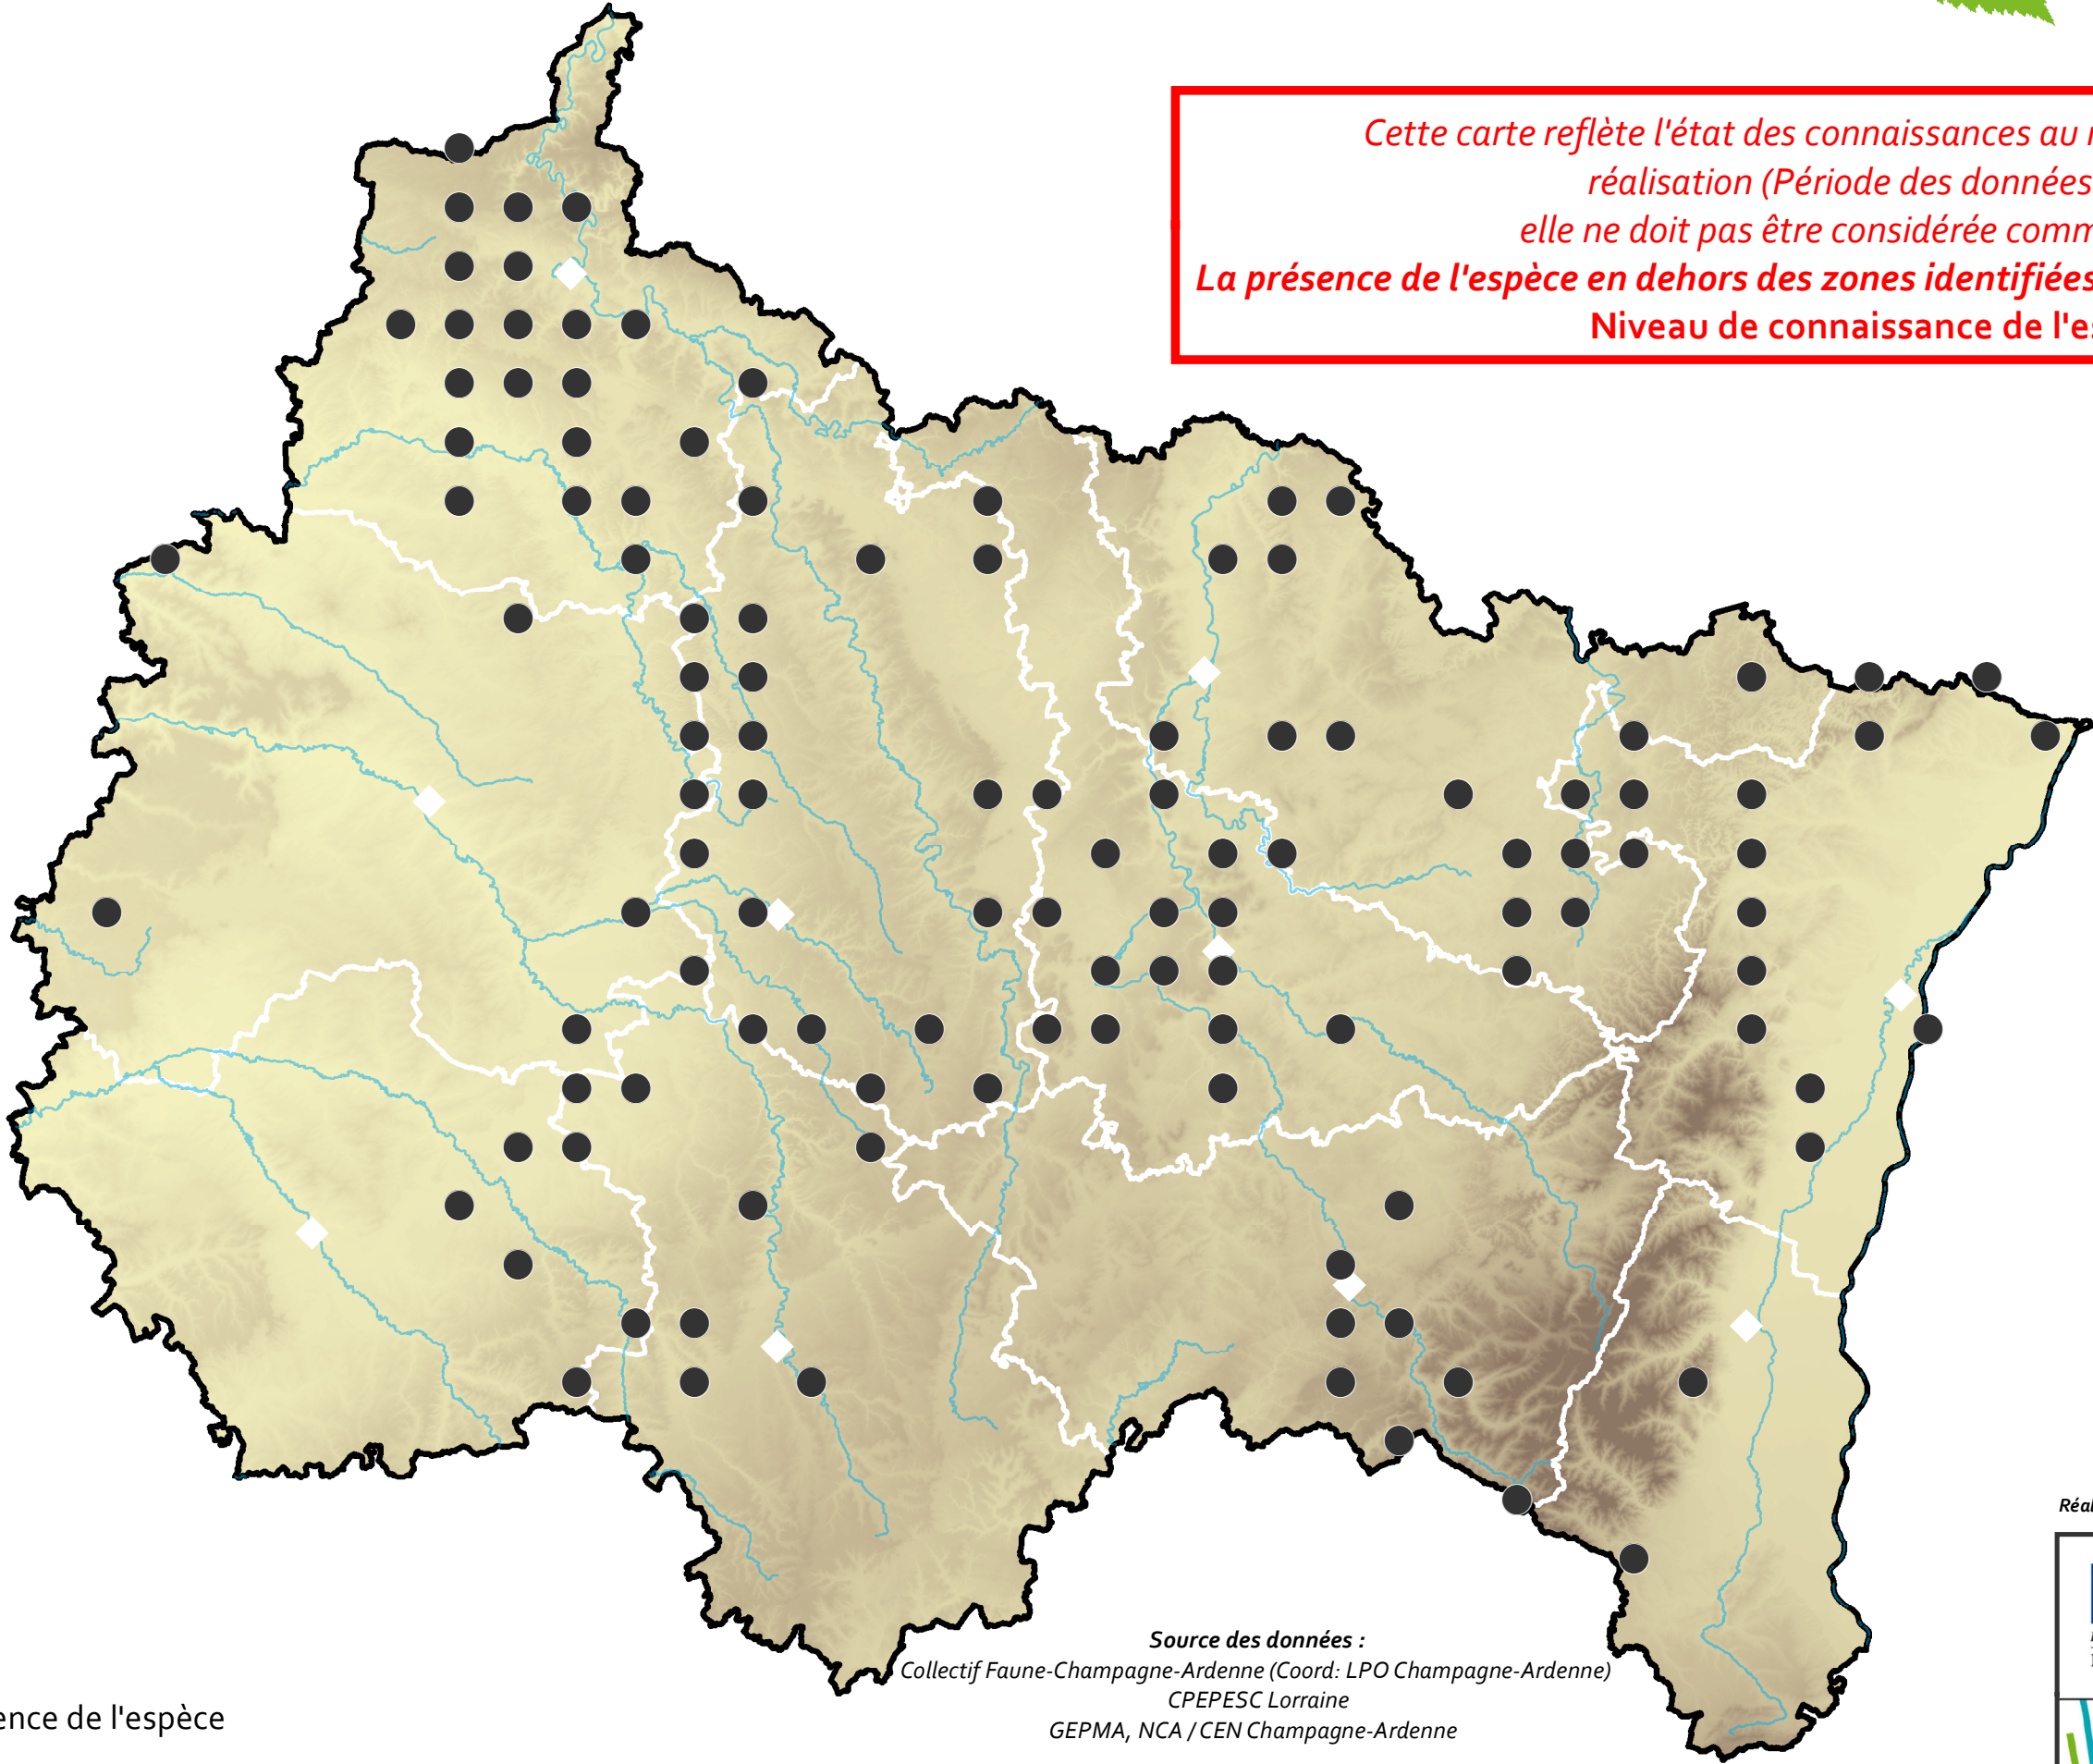 Cette carte reflète l'état des connaissances au
réalisation (Période des données
elle ne doit pas être considérée comm
La présence de l'espèce en dehors des zones identifiées
Niveau de connaissance de l'es
Réal
Source des données :
Collectif Faune-Champagne-Ardenne (Coord: LPO Champagne-Ardenne)
CPEPESC Lorraine
GEPMA, NCA / CEN Champagne-Ardenne
ence de l'espèce